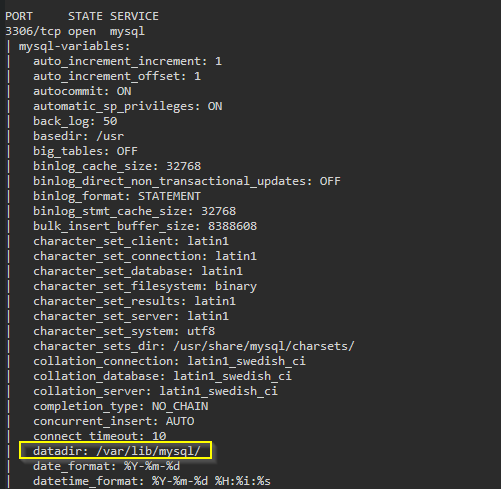 PORT     STATE SERVICE
3306/tcp open  mysql
| mysql-variables:
|   auto_increment_increment: 1
|   auto_increment_offset: 1
|   autocommit: ON
|   automatic_sp_privileges: ON
|   back_log: 50
|   basedir: /usr
|   big_tables: OFF
|   binlog_cache_size: 32768
|   binlog_direct_non_transactional_updates: OFF
|   binlog_format: STATEMENT
|   binlog_stmt_cache_size: 32768
|   bulk_insert_buffer_size: 8388608
|   character_set_client: latin1
|   character_set_connection: latin1
|   character_set_database: latin1
|   character_set_filesystem: binary
|   character_set_results: latin1
|   character_set_server: latin1
|   character_set_system: utf8
|   character_sets_dir: /usr/share/mysql/charsets/
|   collation_connection: latin1_swedish_ci
|   collation_database: latin1_swedish_ci
|   collation_server: latin1_swedish_ci
|   completion_type: NO_CHAIN
|   concurrent_insert: AUTO
|   connect_timeout: 10
|   datadir: /var/lib/mysql/
|   date_format: %Y-%m-%d
|   datetime_format: %Y-%m-%d %H:%i:%s